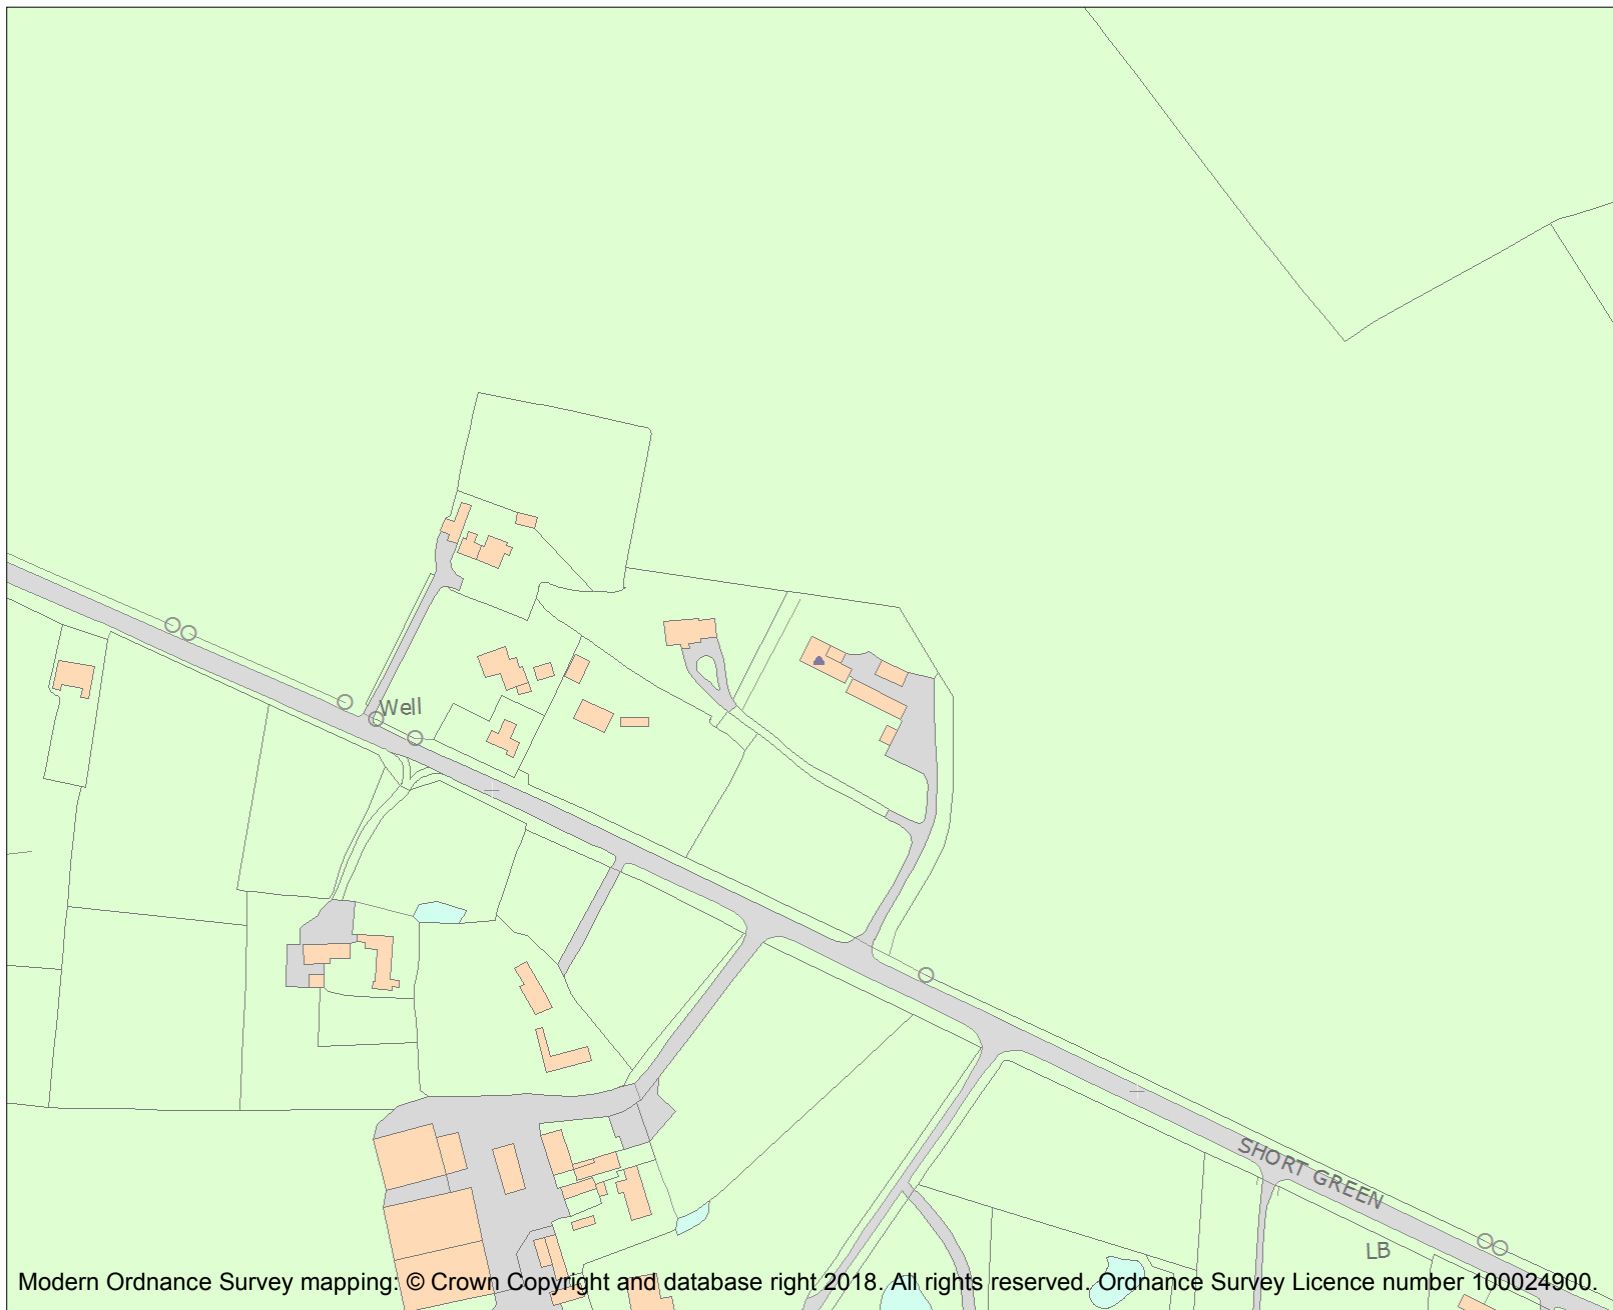 Well
SHORT GREEN
LB
Modern Ordnance Survey mapping: © Crown Copyright and database right 2018. All rights reserved. Ordnance Survey Licence number 100024900.